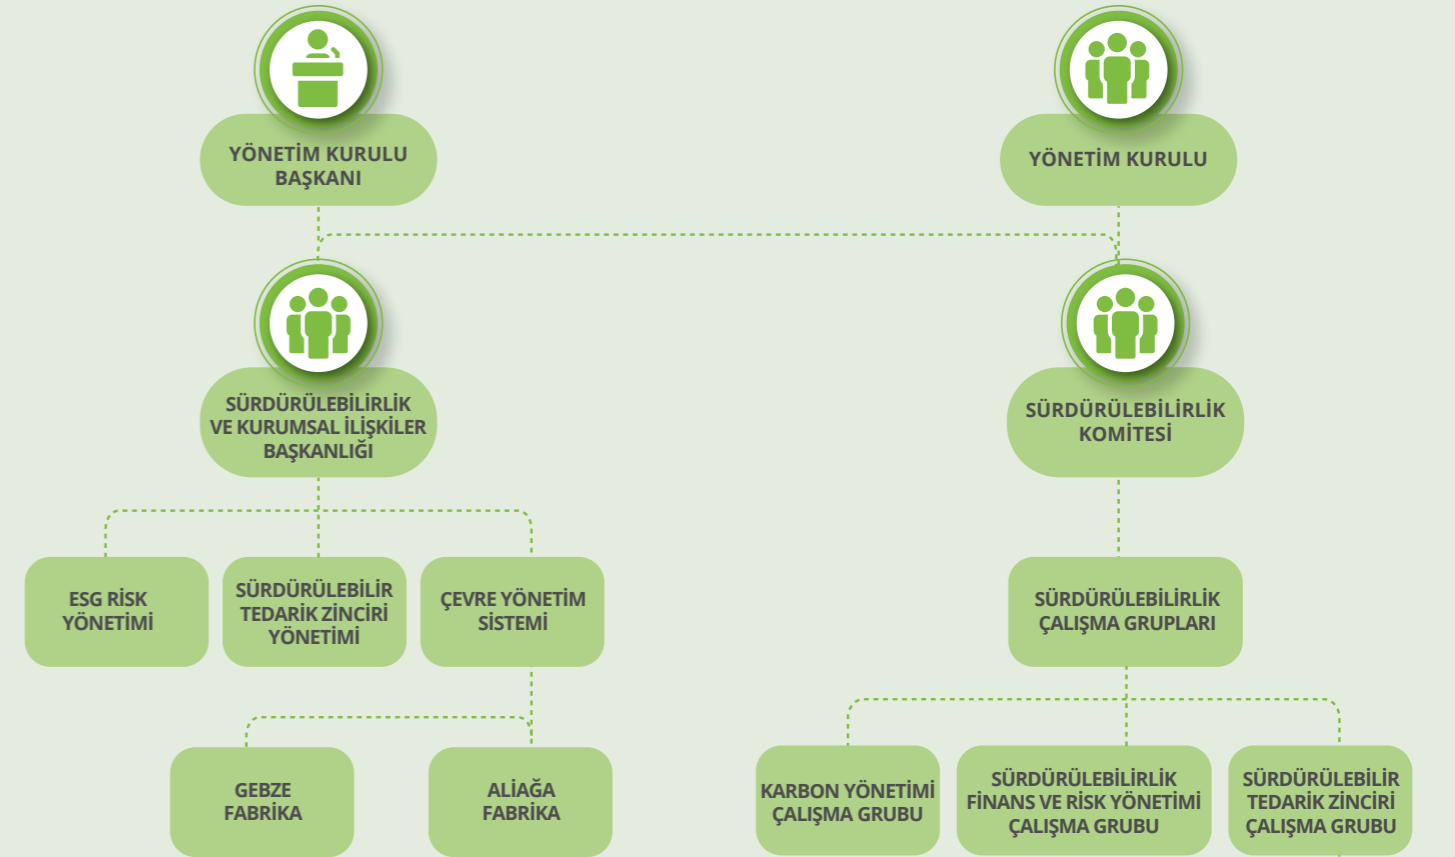 YÖNETİM KURULU
BAŞKANI
YÖNETİM KURULU
SÜRDÜRÜLEBİLİRLİK
VE KURUMSAL İLİŞKİLER
BAŞKANLIĞI
SÜRDÜRÜLEBİLİRLİK
KOMİTESİ
ESG RİSK
YÖNETİMİ
SÜRDÜRÜLEBİLİR
TEDARİK ZİNCİRİ
YÖNETİMİ
ÇEVRE YÖNETİM
SİSTEMİ
SÜRDÜRÜLEBİLİRLİK
ÇALIŞMA GRUPLARI
GEBZE
FABRİKA
ALİAĞA
FABRİKA
KARBON YÖNETİMİ
ÇALIŞMA GRUBU
SÜRDÜRÜLEBİLİRLİK
FİNANS VE RİSK YÖNETİMİ
ÇALIŞMA GRUBU
SÜRDÜRÜLEBİLİR
TEDARİK ZİNCİRİ
ÇALIŞMA GRUBU